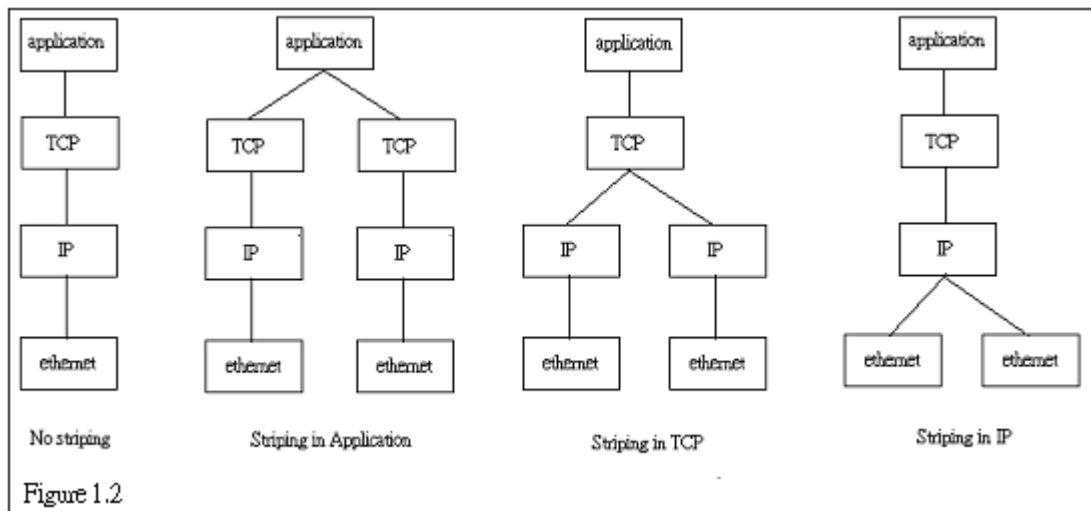 application
TCP
IP
ethernet
No striping
application
TCP TCP
IP IP
ethernet ethernet
Striping in Application
application
TCP
IP IP
ethernet ethernet
Striping in TCP
application
TCP
IP
ethernet ethernet
Striping in IP
Figure 1.2